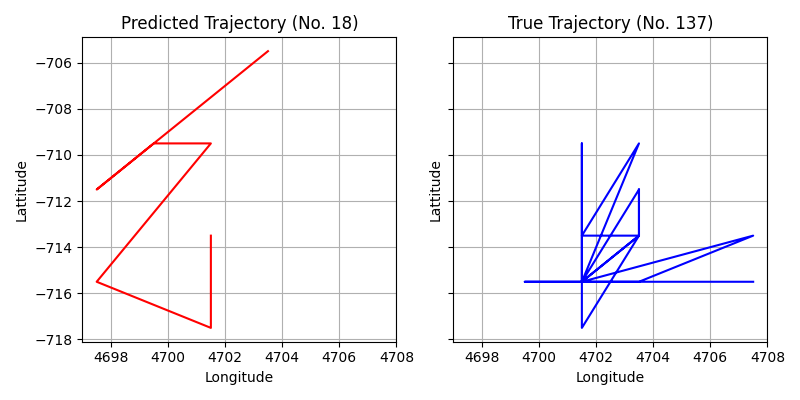 Predicted Trajectory (No. 18)
True Trajectory (No. 137)
−706
−708
−710
−712
−714
−716
−718
Lattitude
Lattitude
4698 4700 4702 4704 4706 4708
4698 4700 4702 4704 4706 4708
Longitude
Longitude